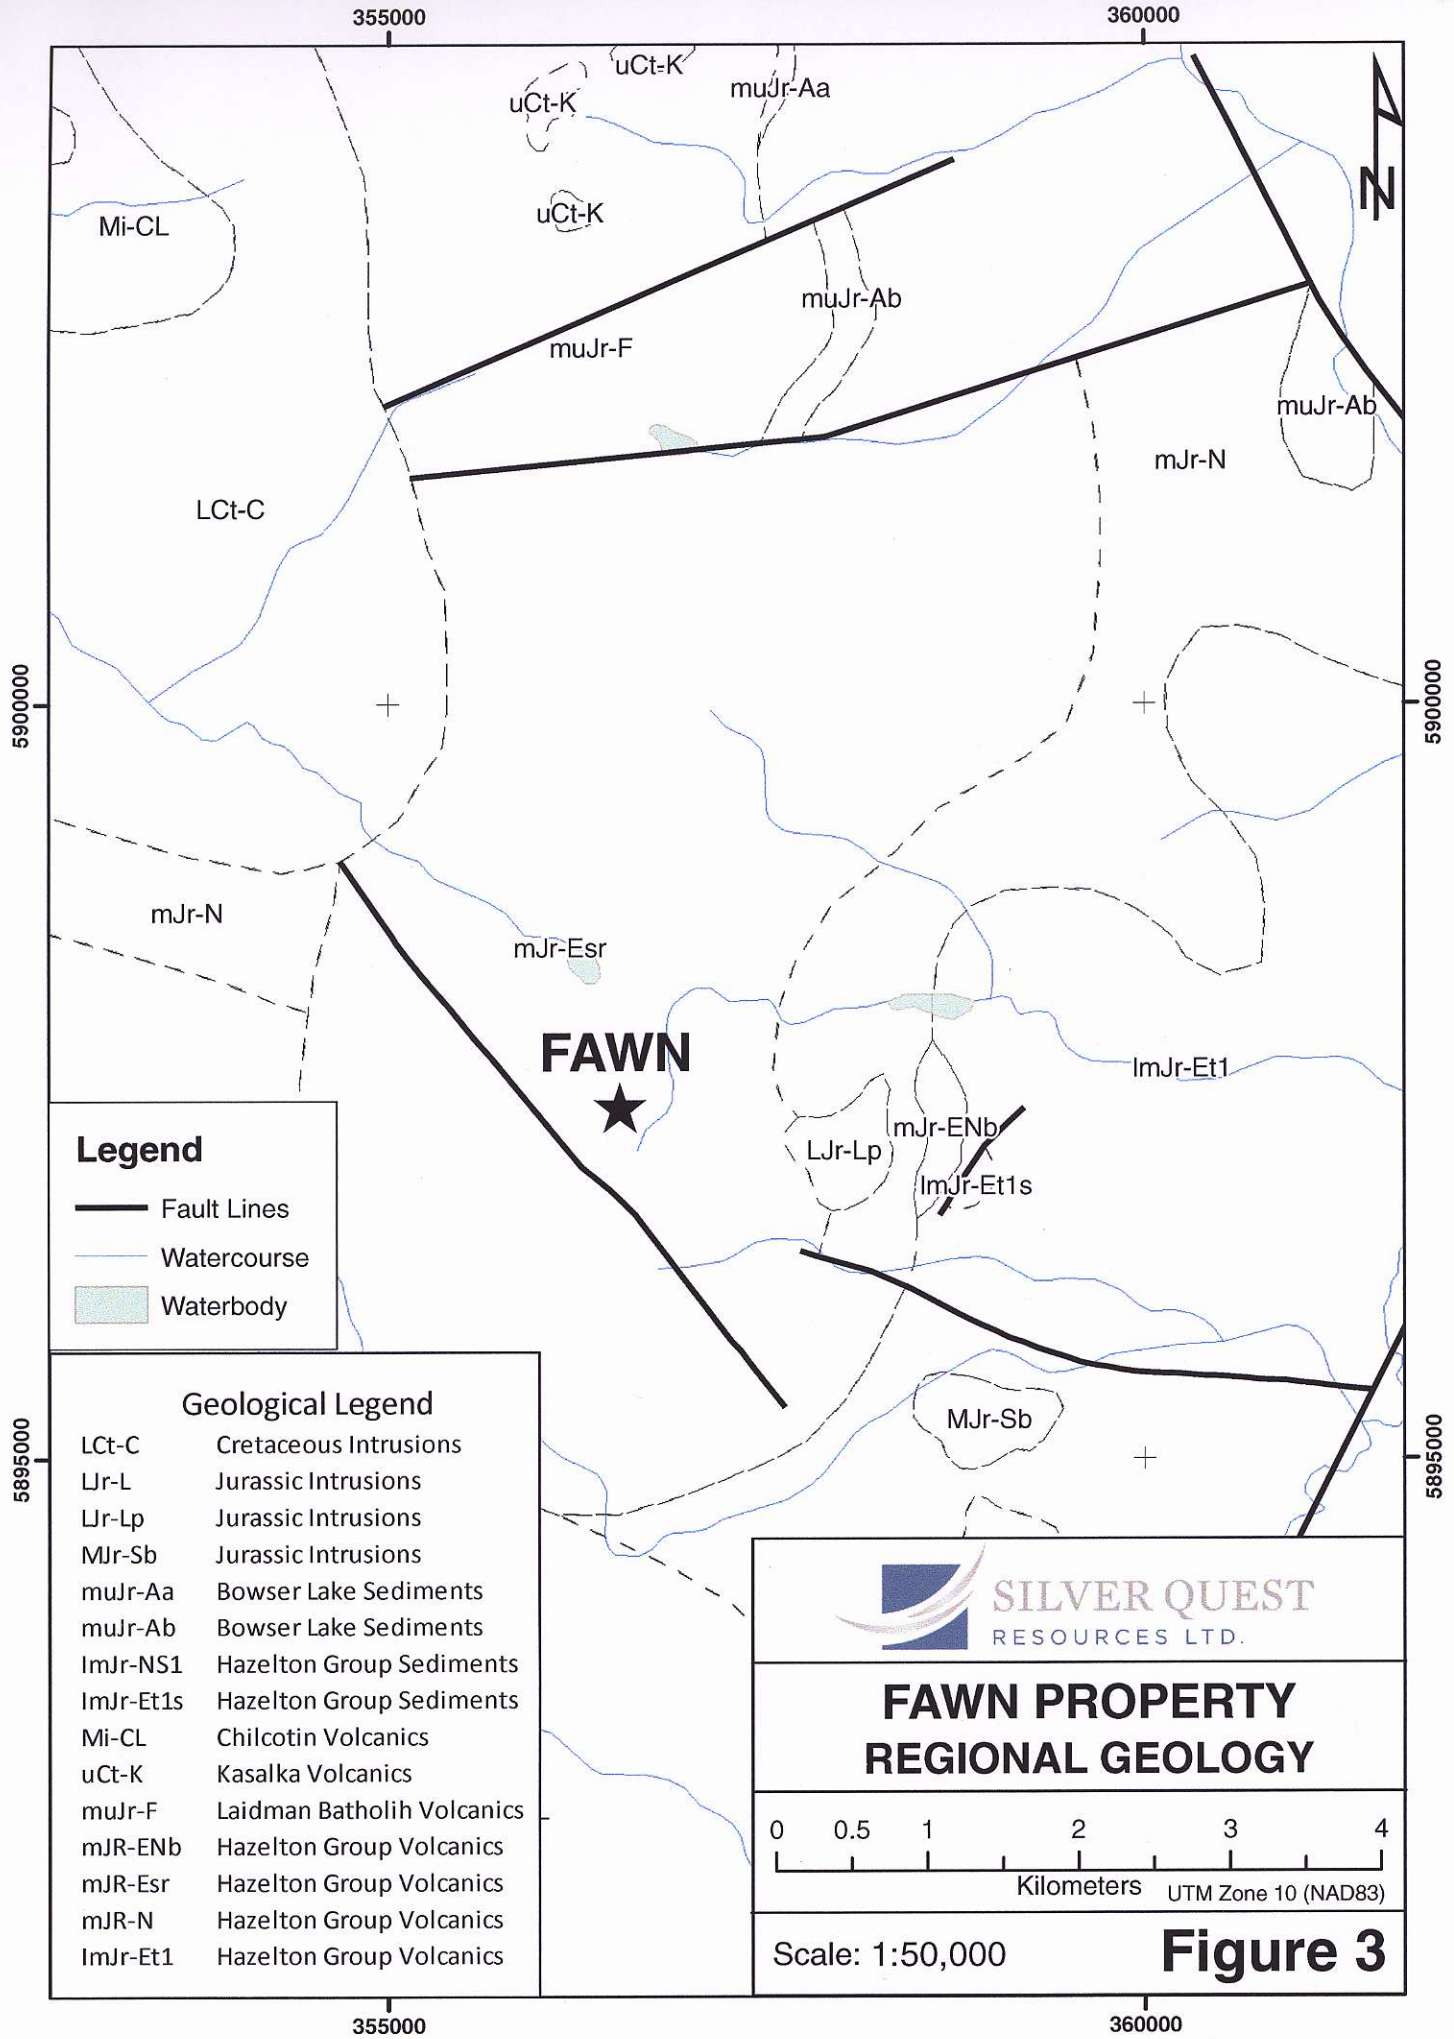 355000
360000
uCt-K
uCt-K
muJr-Aa
N
uCt-K
Mi-CL
muJr-Ab
muJr-F
muJr-Ab
mJr-N
LCt-C
5900000
5900000
mJr-N
mJr-Esr
FAWN
lmJr-Et1
mJr-ENb
LJr-Lp
lmJr-Et1s
Legend
Fault Lines
Watercourse
Waterbody
MJr-Sb
5895000
5895000
Geological Legend
LCt-C Cretaceous Intrusions
LJr-L Jurassic Intrusions
LJr-Lp Jurassic Intrusions
MJr-Sb Jurassic Intrusions
muJr-Aa Bowser Lake Sediments
muJr-Ab Bowser Lake Sediments
lmJr-NS1 Hazelton Group Sediments
lmJr-Et1s Hazelton Group Sediments
Mi-CL Chilcotin Volcanics
uCt-K Kasalka Volcanics
muJr-F Laidman Batholih Volcanics
mJR-ENb Hazelton Group Volcanics
mJR-Esr Hazelton Group Volcanics
mJR-N Hazelton Group Volcanics
lmJr-Et1 Hazelton Group Volcanics
SILVER QUEST
RESOURCES LTD.
FAWN PROPERTY
REGIONAL GEOLOGY
0 0.5 1 2 3 4
Kilometers
UTM Zone 10 (NAD83)
Scale: 1:50,000
Figure 3
355000
360000